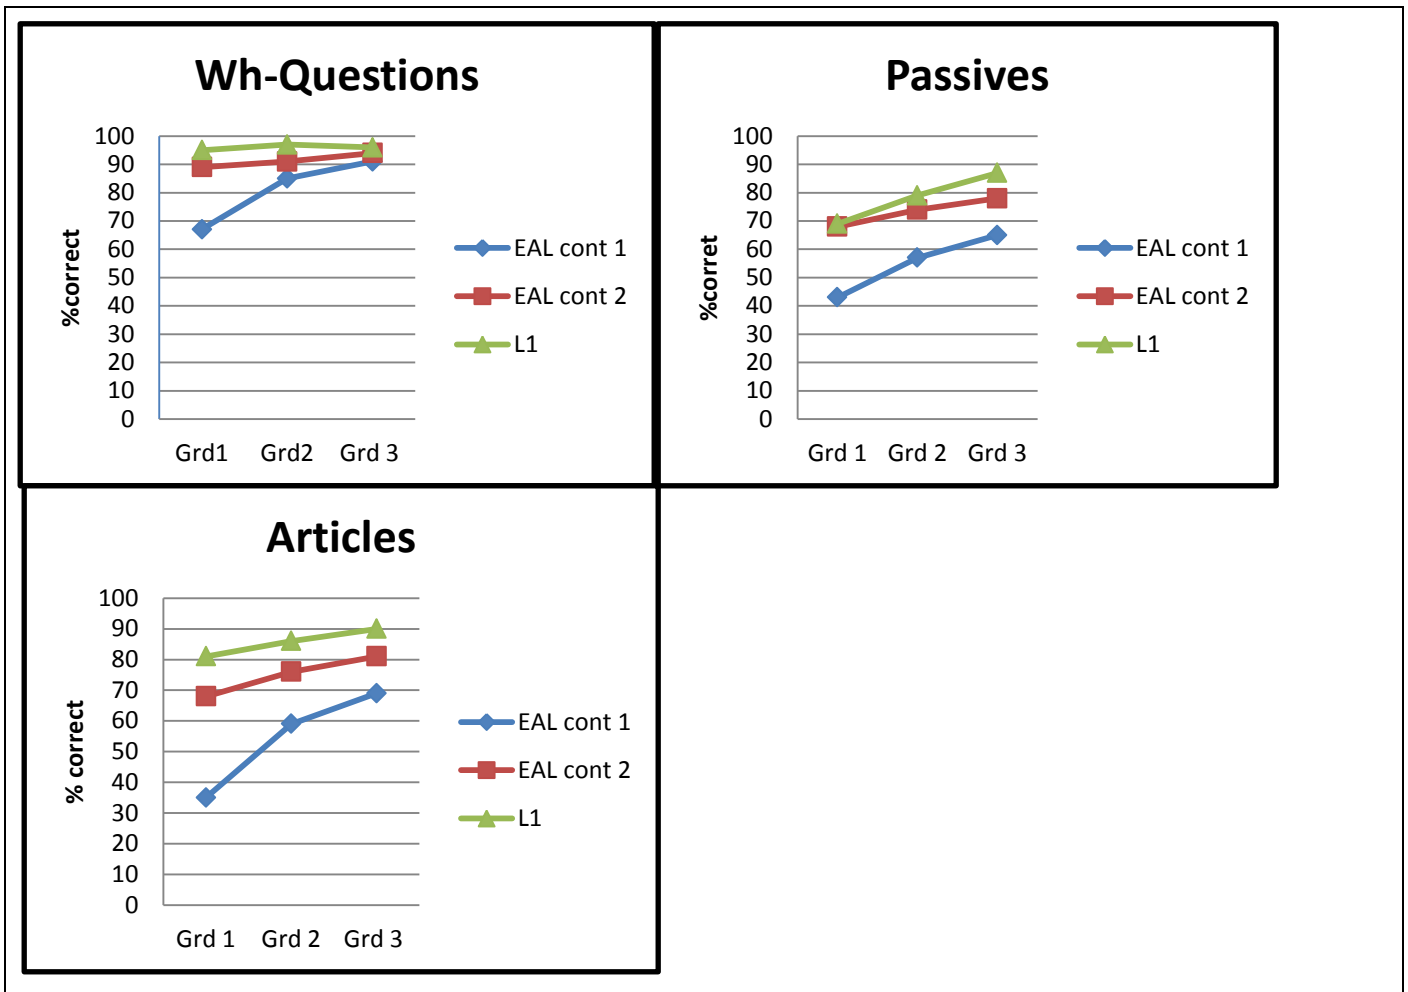 Wh-Questions
100
90
80
70
60
50
40
30
20
10
0
%correct
Grd1 Grd2 Grd 3
EAL cont 1
EAL cont 2
L1
Passives
100
90
80
70
60
50
40
30
20
10
0
%corret
Grd 1 Grd 2 Grd 3
EAL cont 1
EAL cont 2
L1
Articles
100
90
80
70
60
50
40
30
20
10
0
% correct
Grd 1 Grd 2 Grd 3
EAL cont 1
EAL cont 2
L1